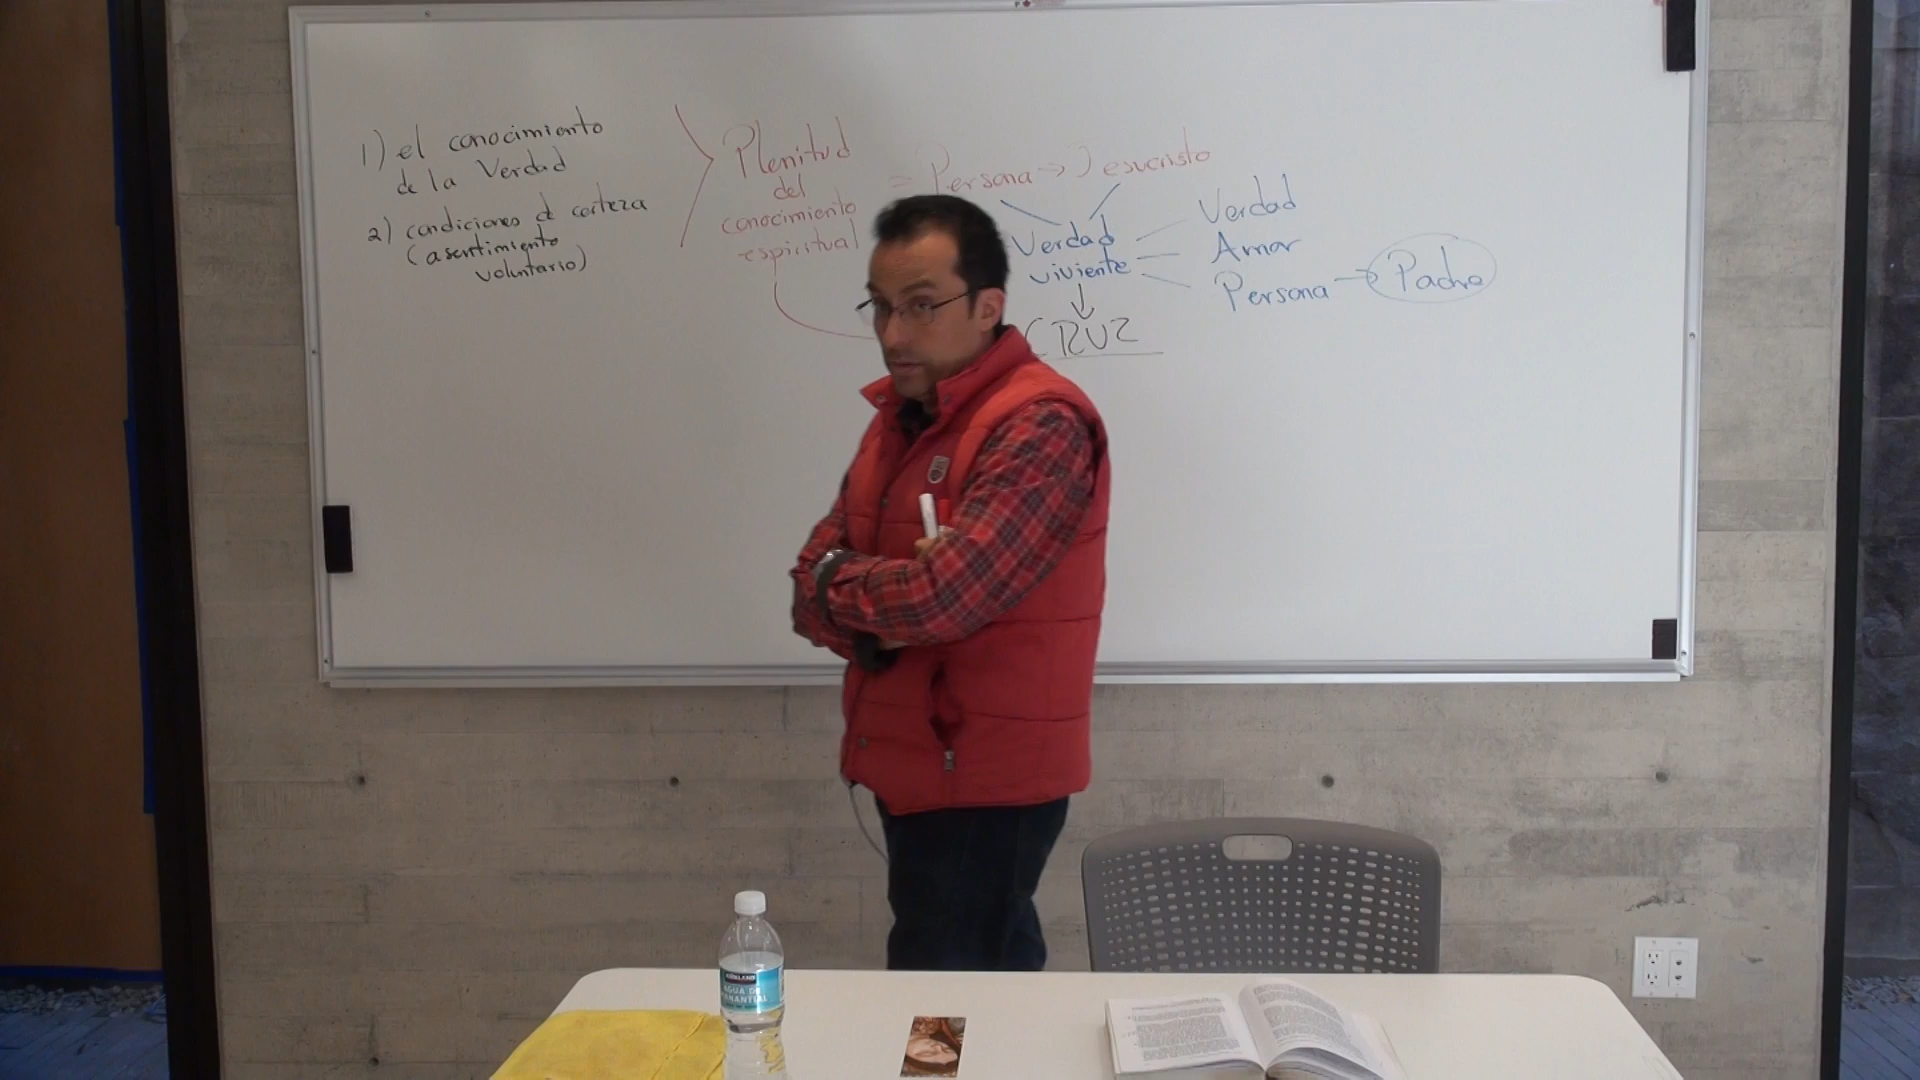 1) el conocimiento
de la Verdad
2) condiciones de certeza
(asentimiento
voluntario)
Plenitud
del
conocimiento
espiritual
= Persona → Jesucristo
Verdad
viviente
CRUZ
Verdad
Amor
Persona → Padre
KIRKLAND
AGUA DE
MANANTIAL